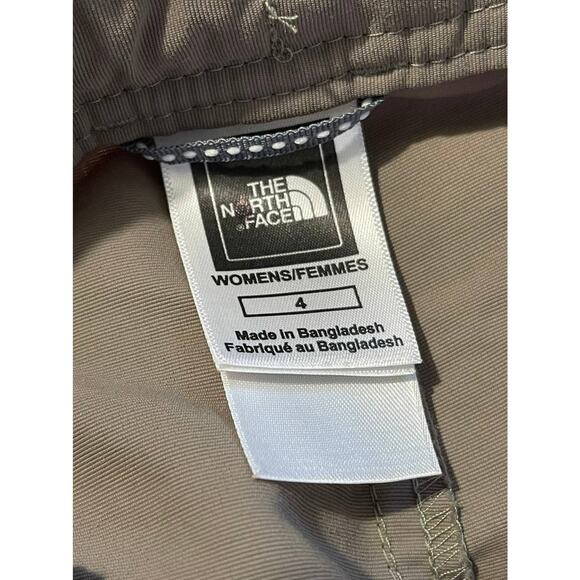 THE
NORTH
FACE®
WOMENS/FEMMES
4
Made in Bangladesh
Fabriqué au Bangladesh